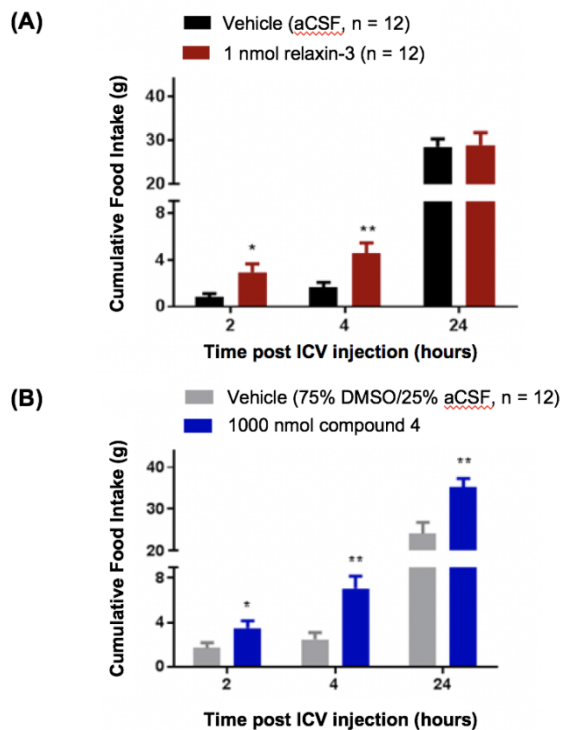 (A)
Vehicle (aCSF, n = 12)
1 nmol relaxin-3 (n = 12)
Cumulative Food Intake (g)
40
30
20
8
4
0
*
**
2
4
24
Time post ICV injection (hours)
(B)
Vehicle (75% DMSO/25% aCSF, n = 12)
1000 nmol compound 4
Cumulative Food Intake (g)
40
30
20
8
4
0
*
**
**
2
4
24
Time post ICV injection (hours)